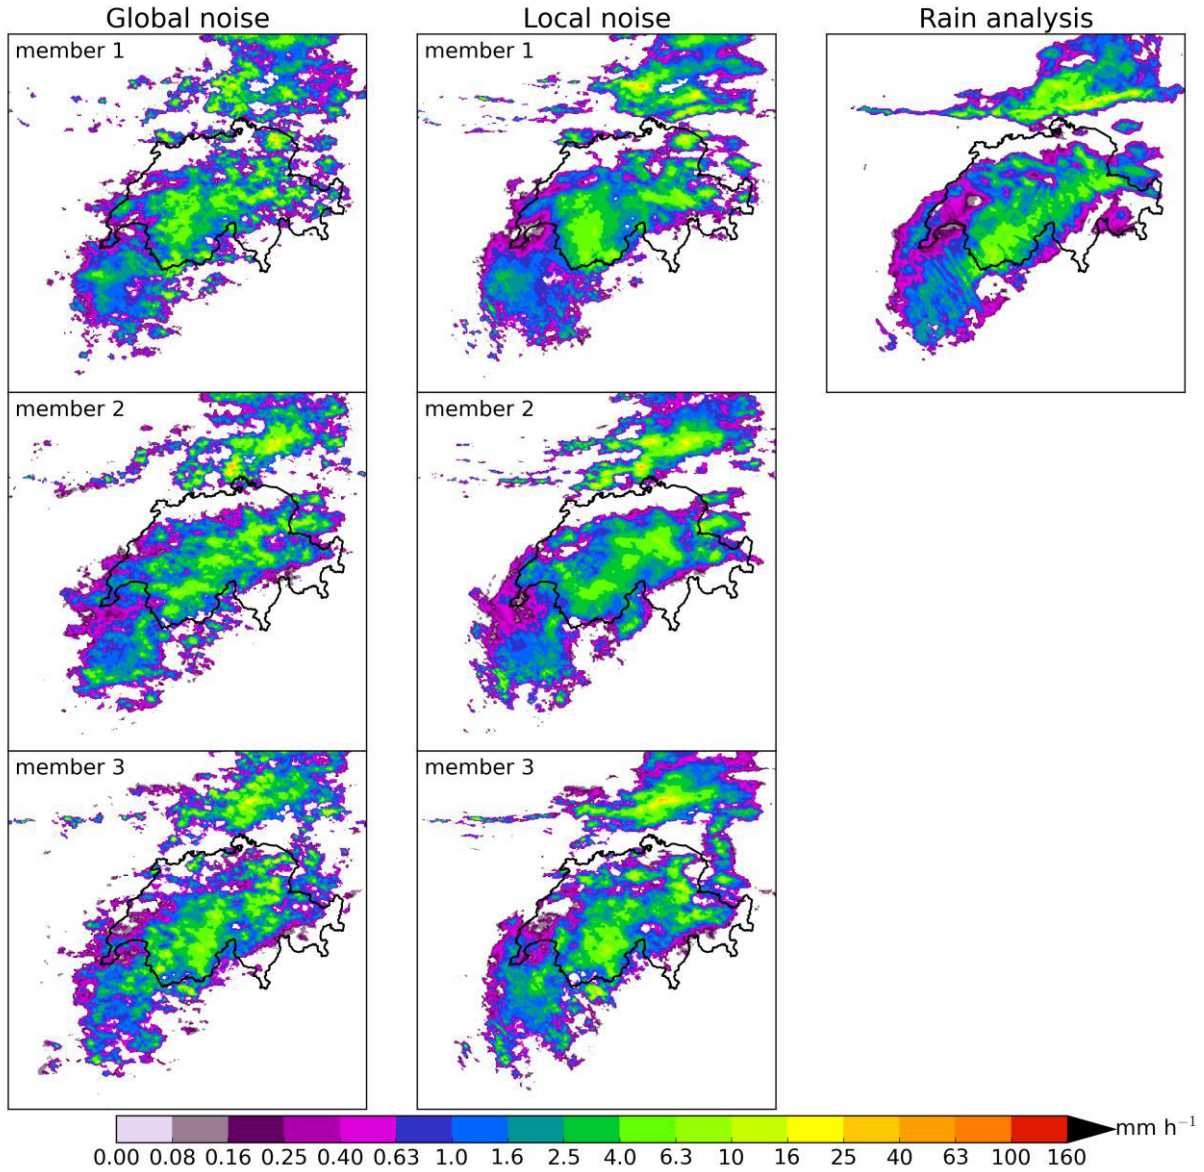 Global noise Local noise Rain analysis
member 1 member 1
member 2 member 2
member 3 member 3
mm h⁻¹
0.00 0.08 0.16 0.25 0.40 0.63 1.0 1.6 2.5 4.0 6.3 10 16 25 40 63 100 160